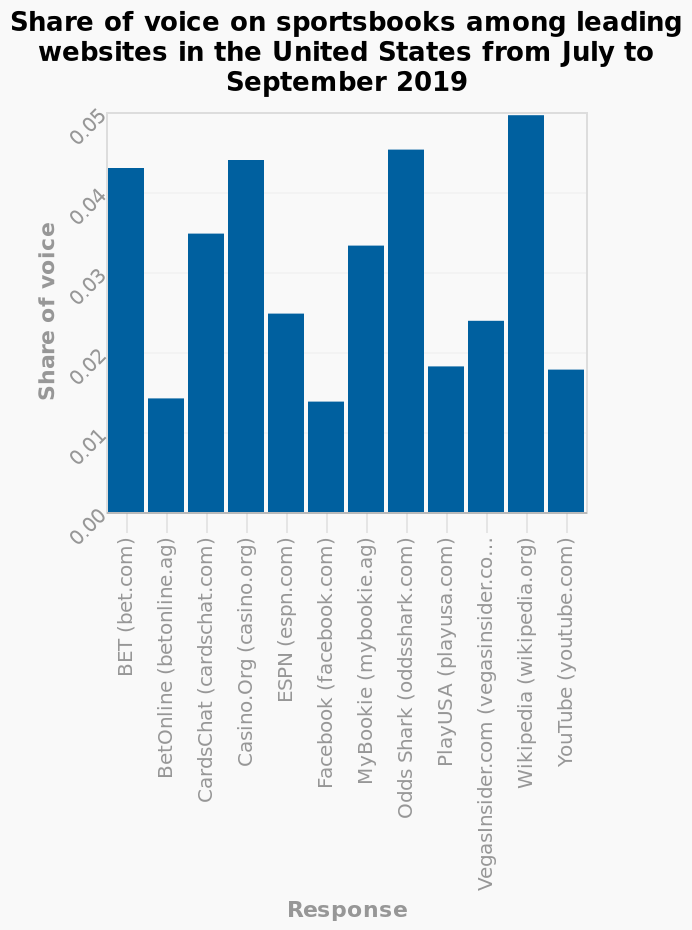 Share of voice on sportsbooks among leading
websites in the United States from July to
September 2019
Share of voice
0.05
0.04
0.03
0.02
0.01
0.00
BET (bet.com)
BetOnline (betonline.ag)
CardsChat (cardschat.com)
Casino.Org (casino.org)
ESPN (espn.com)
Facebook (facebook.com)
MyBookie (mybookie.ag)
Odds Shark (oddsshark.com)
PlayUSA (playusa.com)
VegasInsider.com (vegasinsider.co...
Wikipedia (wikipedia.org)
YouTube (youtube.com)
Response